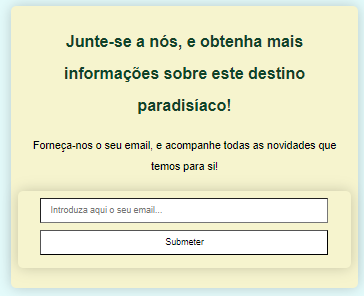 Junte-se a nós, e obtenha mais
informações sobre este destino
paradisíaco!
Forneça-nos o seu email, e acompanhe todas as novidades que
temos para si!
Introduza aqui o seu email...
Submeter